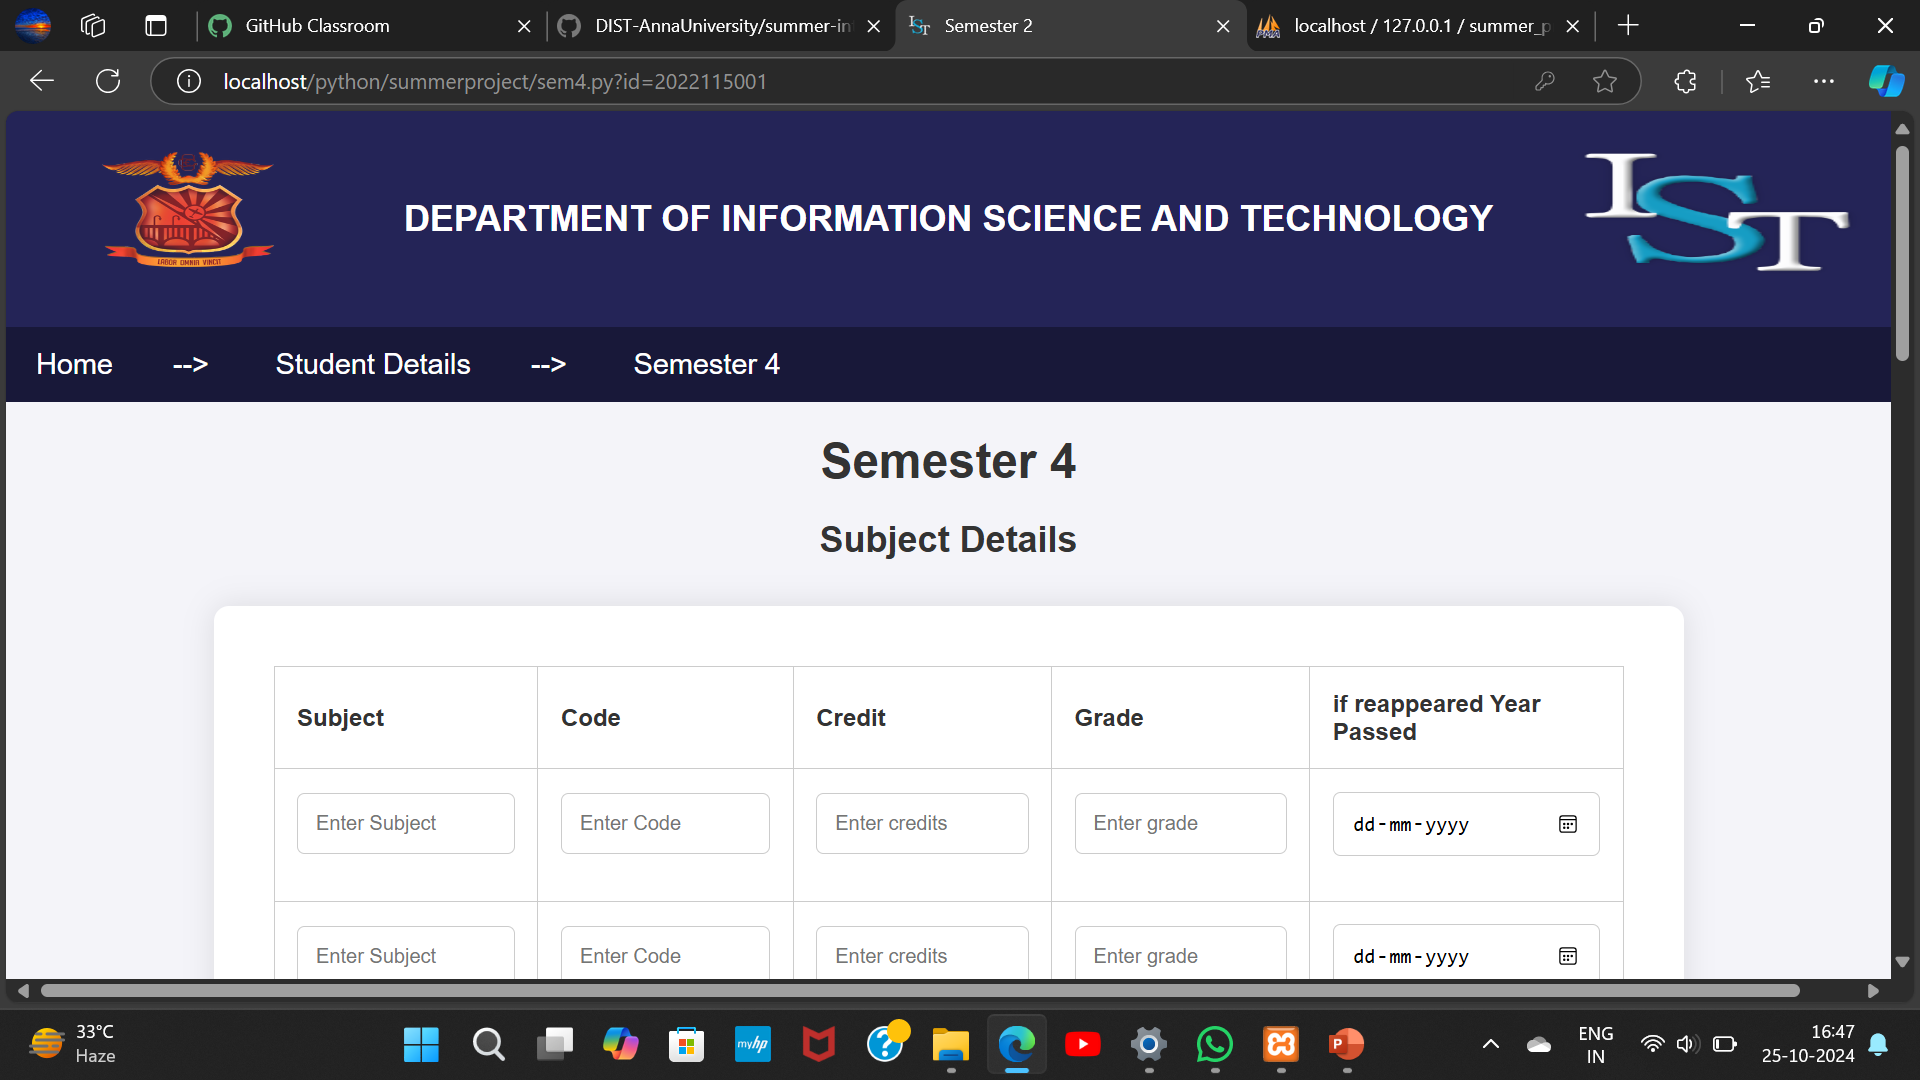 GitHub Classroom
DIST-AnnaUniversity/summer-in
Semester 2
localhost / 127.0.0.1 / summer_p
localhost/python/summerproject/sem4.py?id=2022115001
LABOR OMNIA VINCIT
DEPARTMENT OF INFORMATION SCIENCE AND TECHNOLOGY
IST
Home --> Student Details --> Semester 4
Semester 4
Subject Details
Subject Code Credit Grade if reappeared Year
Passed
Enter Subject Enter Code Enter credits Enter grade dd-mm-yyyy
Enter Subject Enter Code Enter credits Enter grade dd-mm-yyyy
33°C
Haze
myhp
ENG
IN
16:47
25-10-2024